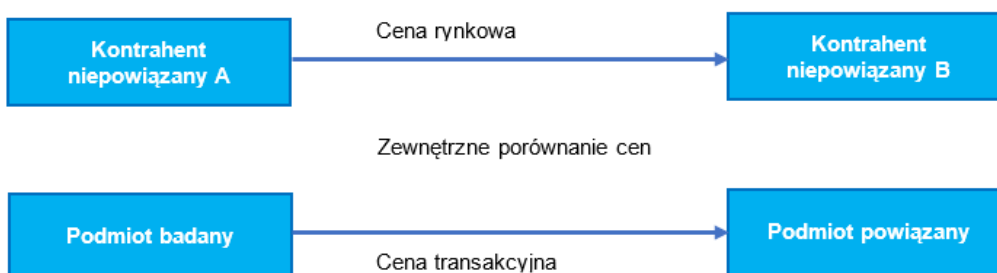 Kontrahent
niepowiązany A
Cena rynkowa
Kontrahent
niepowiązany B
Zewnętrzne porównanie cen
Podmiot badany
Podmiot powiązany
Cena transakcyjna